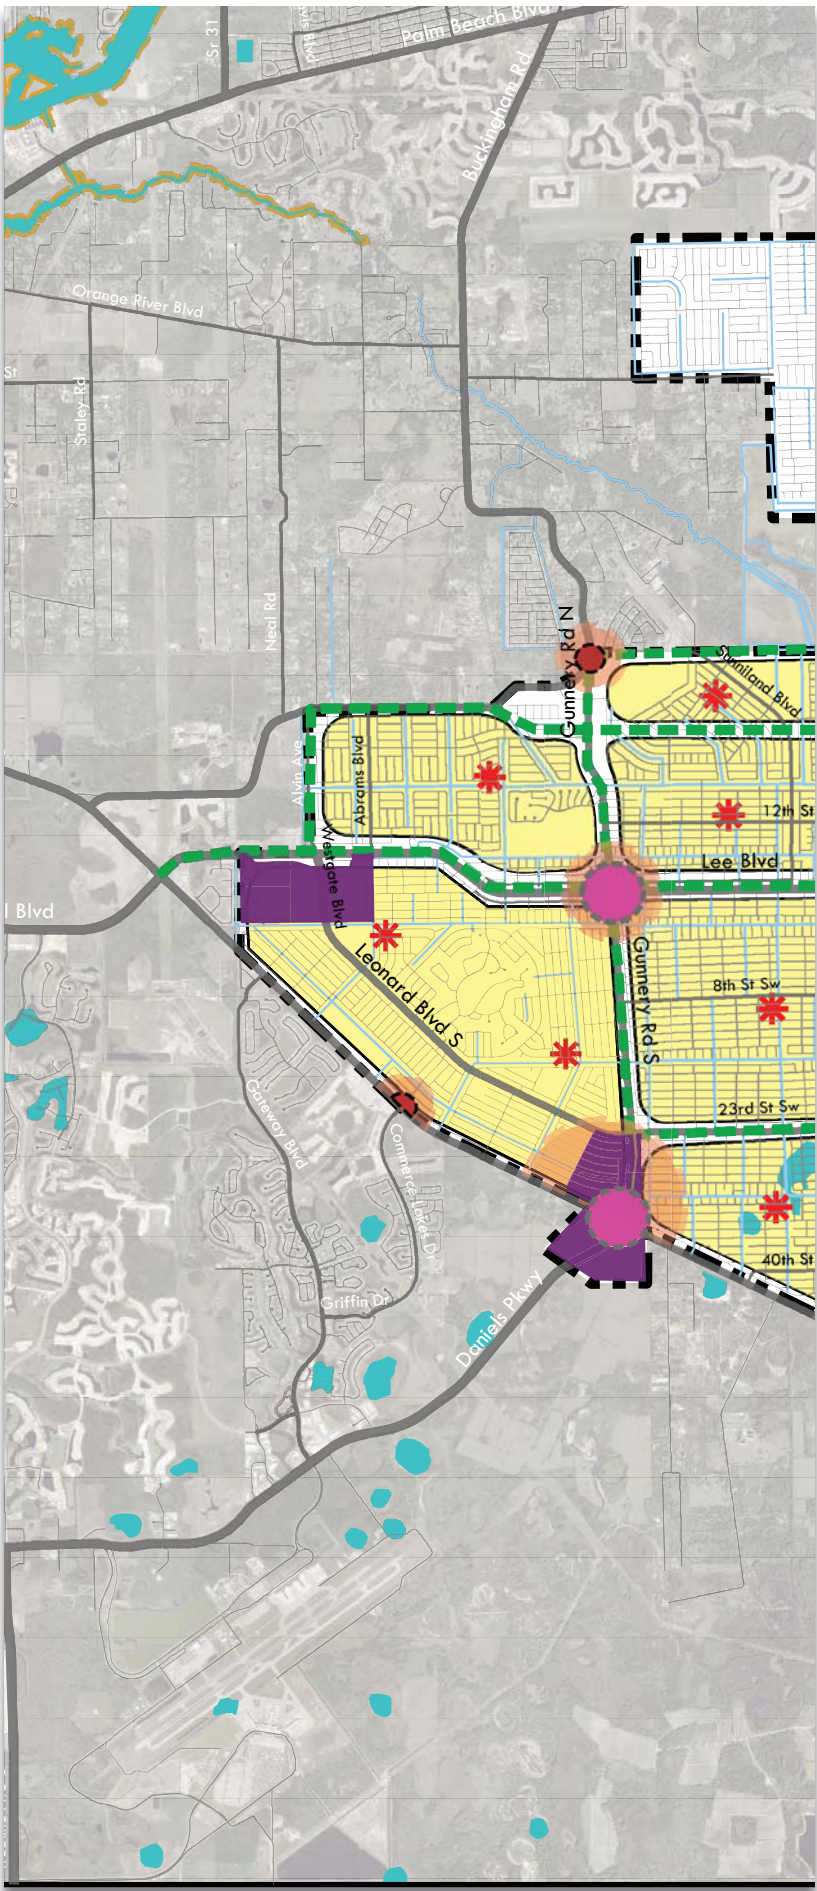 Sr 31
Palm Beach Blvd
Buckingham Rd
Orange River Blvd
St
Staley Rd
Neal Rd
Gunnery Rd N
Sunniland Blvd
Alvin Ave
Abrams Blvd
12th St
Westgate Blvd
Lee Blvd
l Blvd
Leonard Blvd S
Gunnery Rd S
8th St Sw
23rd St Sw
Gateway Blvd
Commerce Lakes Dr
40th St
Griffin Dr
Daniels Pkwy